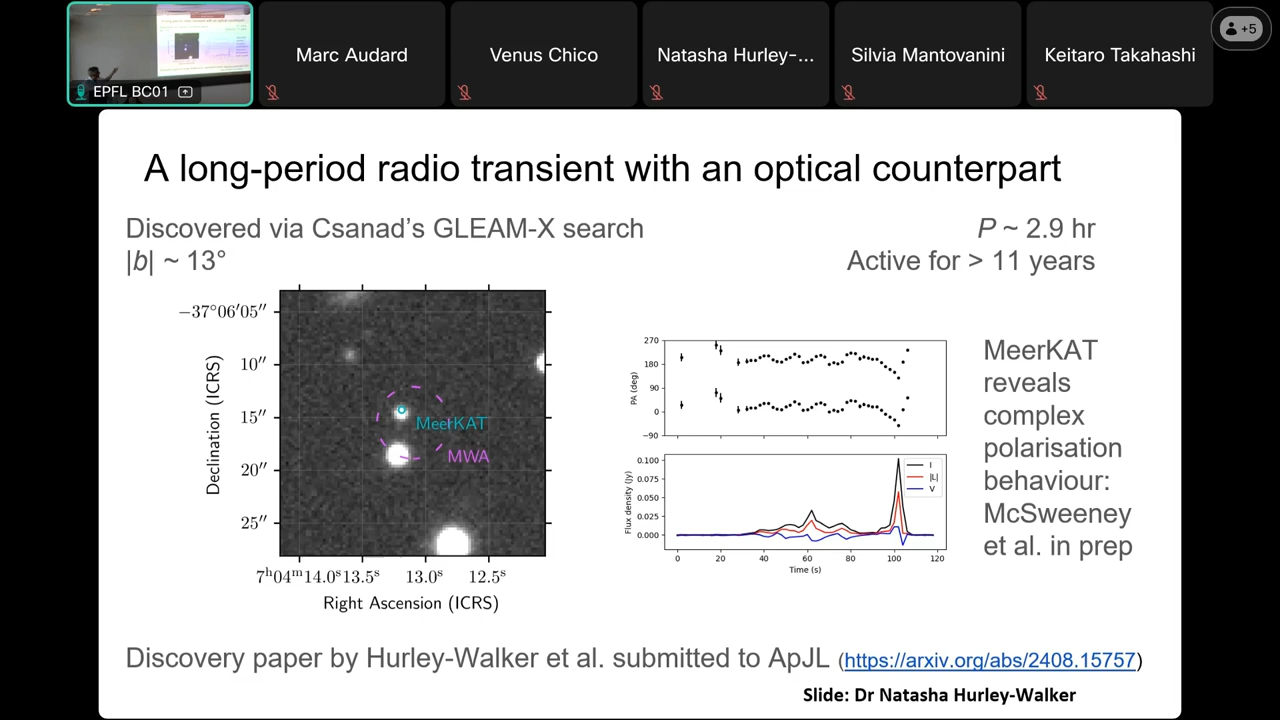 EPFL BC01
Marc Audard
Venus Chico
Natasha Hurley-...
Silvia Mantovanini
Keitaro Takahashi
+5
A long-period radio transient with an optical counterpart
Discovered via Csanad's GLEAM-X search
|b| ~ 13°
P ~ 2.9 hr
Active for > 11 years
−37°06′05″
10″
15″
20″
25″
Declination (ICRS)
MeerKAT
MWA
7ʰ04ᵐ14.0ˢ13.5ˢ 13.0ˢ 12.5ˢ
Right Ascension (ICRS)
270
180
90
0
−90
PA (deg)
0.100
0.075
0.050
0.025
0.000
Flux density (Jy)
I
|L|
V
0 20 40 60 80 100 120
Time (s)
MeerKAT
reveals
complex
polarisation
behaviour:
McSweeney
et al. in prep
Discovery paper by Hurley-Walker et al. submitted to ApJL (https://arxiv.org/abs/2408.15757)
Slide: Dr Natasha Hurley-Walker